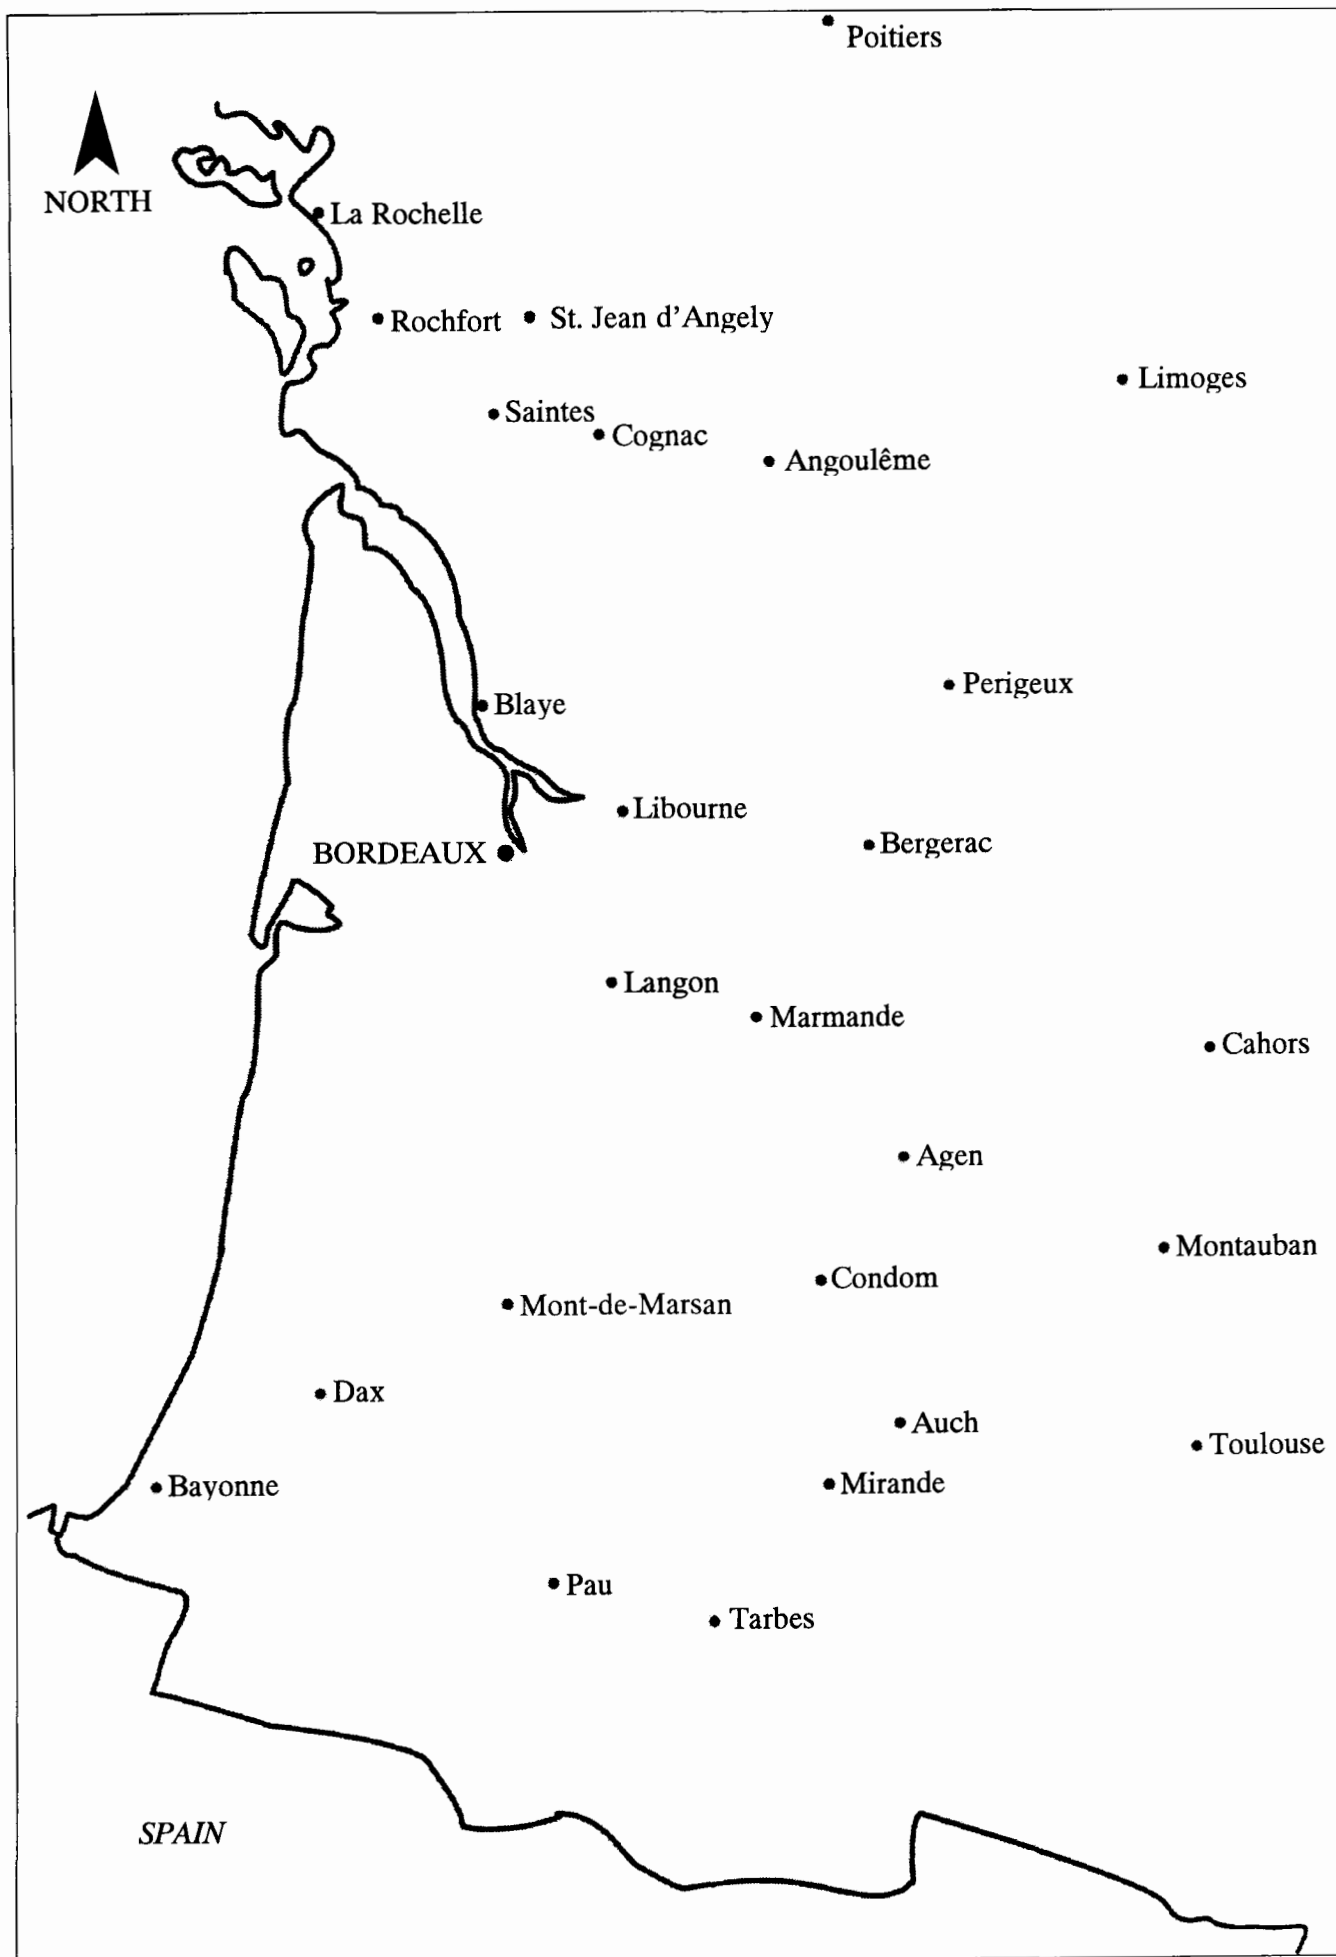 Poitiers
NORTH
La Rochelle
Rochfort
St. Jean d'Angely
Limoges
Saintes
Cognac
Angoulême
Perigeux
Blaye
Libourne
Bergerac
BORDEAUX
Langon
Marmande
Cahors
Agen
Montauban
Condom
Mont-de-Marsan
Dax
Auch
Toulouse
Mirande
Bayonne
Pau
Tarbes
SPAIN